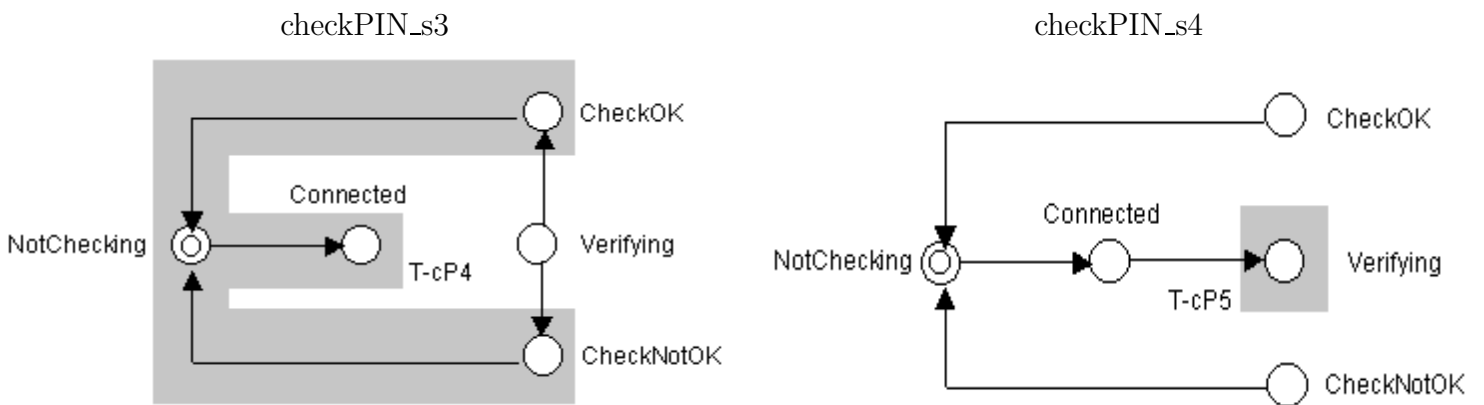 checkPIN_s3
CheckOK
Connected
NotChecking
Verifying
T-cP4
CheckNotOK
checkPIN_s4
CheckOK
Connected
NotChecking
Verifying
T-cP5
CheckNotOK